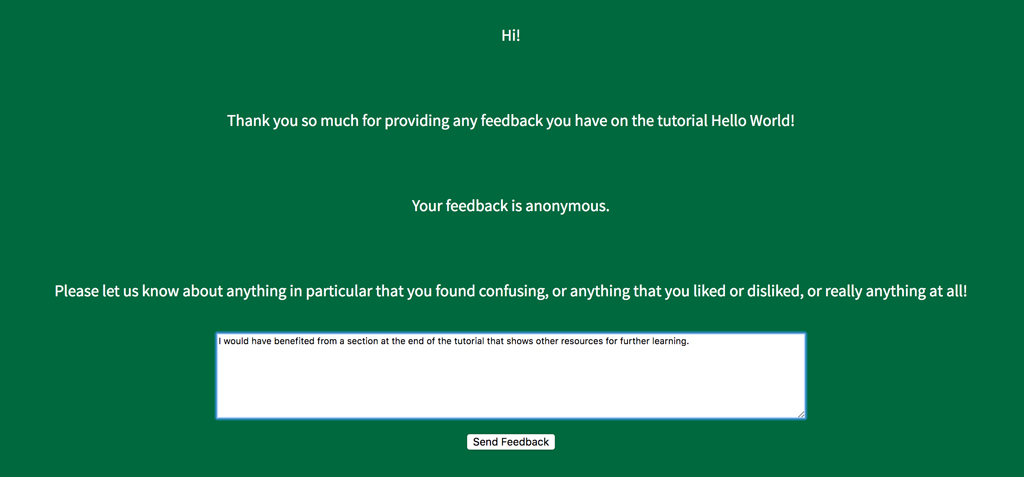 Hi!
Thank you so much for providing any feedback you have on the tutorial Hello World!
Your feedback is anonymous.
Please let us know about anything in particular that you found confusing, or anything that you liked or disliked, or really anything at all!
I would have benefited from a section at the end of the tutorial that shows other resources for further learning.
Send Feedback